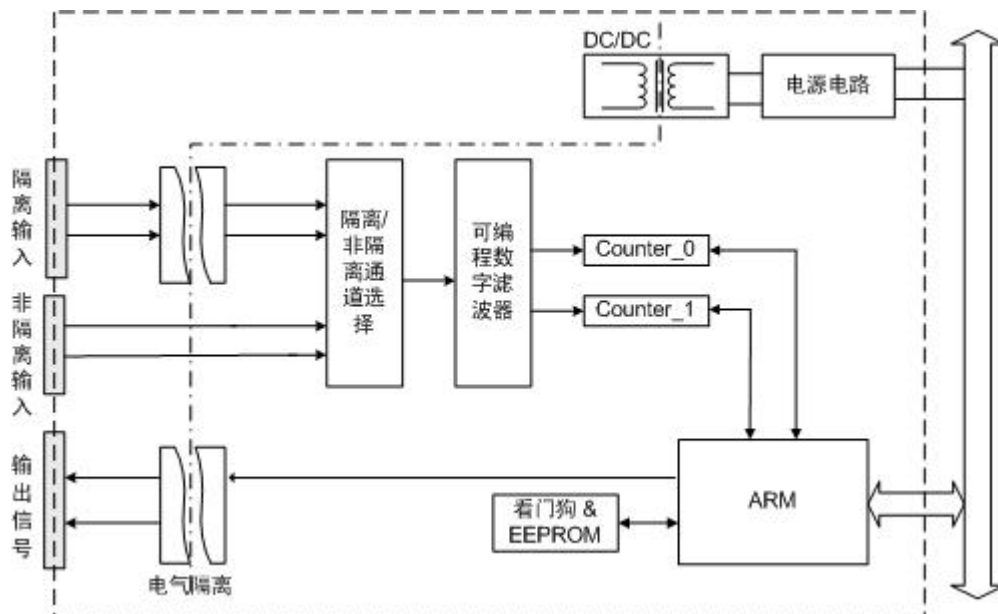 DC/DC
电源电路
隔离输入
隔离/
非隔
离通
道选
择
可编
程数
字滤
波器
Counter_0
Counter_1
非隔离输入
输出信号
ARM
看门狗 &
EEPROM
电气隔离